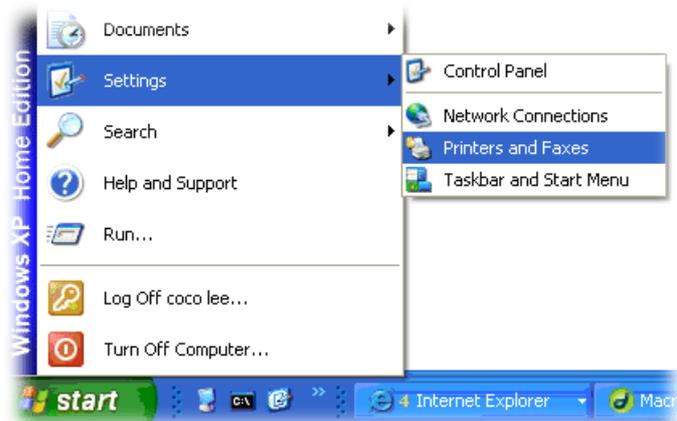 Windows XP Home Edition
Documents
Settings
Search
Help and Support
Run...
Log Off coco lee...
Turn Off Computer...
Control Panel
Network Connections
Printers and Faxes
Taskbar and Start Menu
start
C:\
4 Internet Explorer
Macr